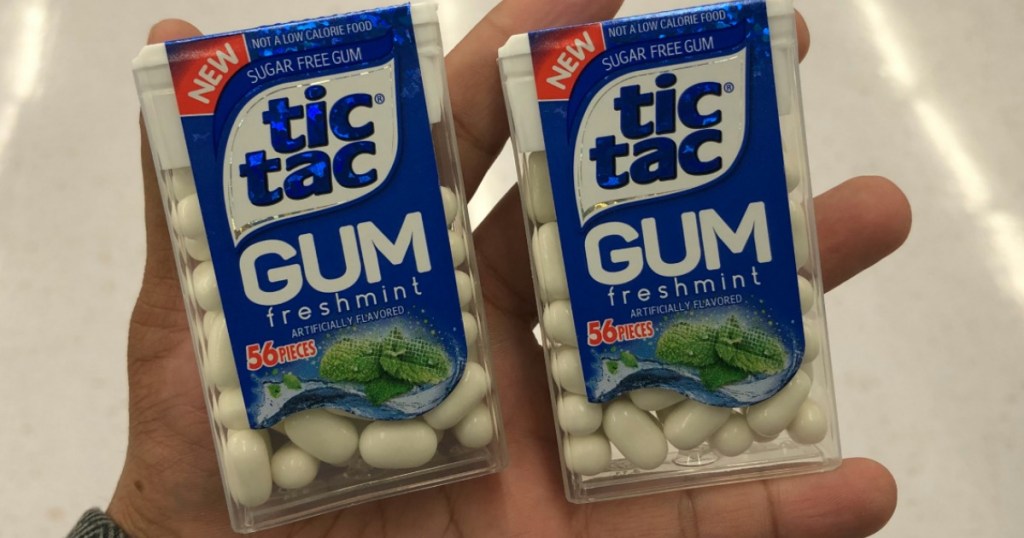 NEW
NOT A LOW CALORIE FOOD
SUGAR FREE GUM
tic®
tac
GUM
freshmint
ARTIFICIALLY FLAVORED
56 PIECES
NEW
NOT A LOW CALORIE FOOD
SUGAR FREE GUM
tic®
tac
GUM
freshmint
ARTIFICIALLY FLAVORED
56 PIECES